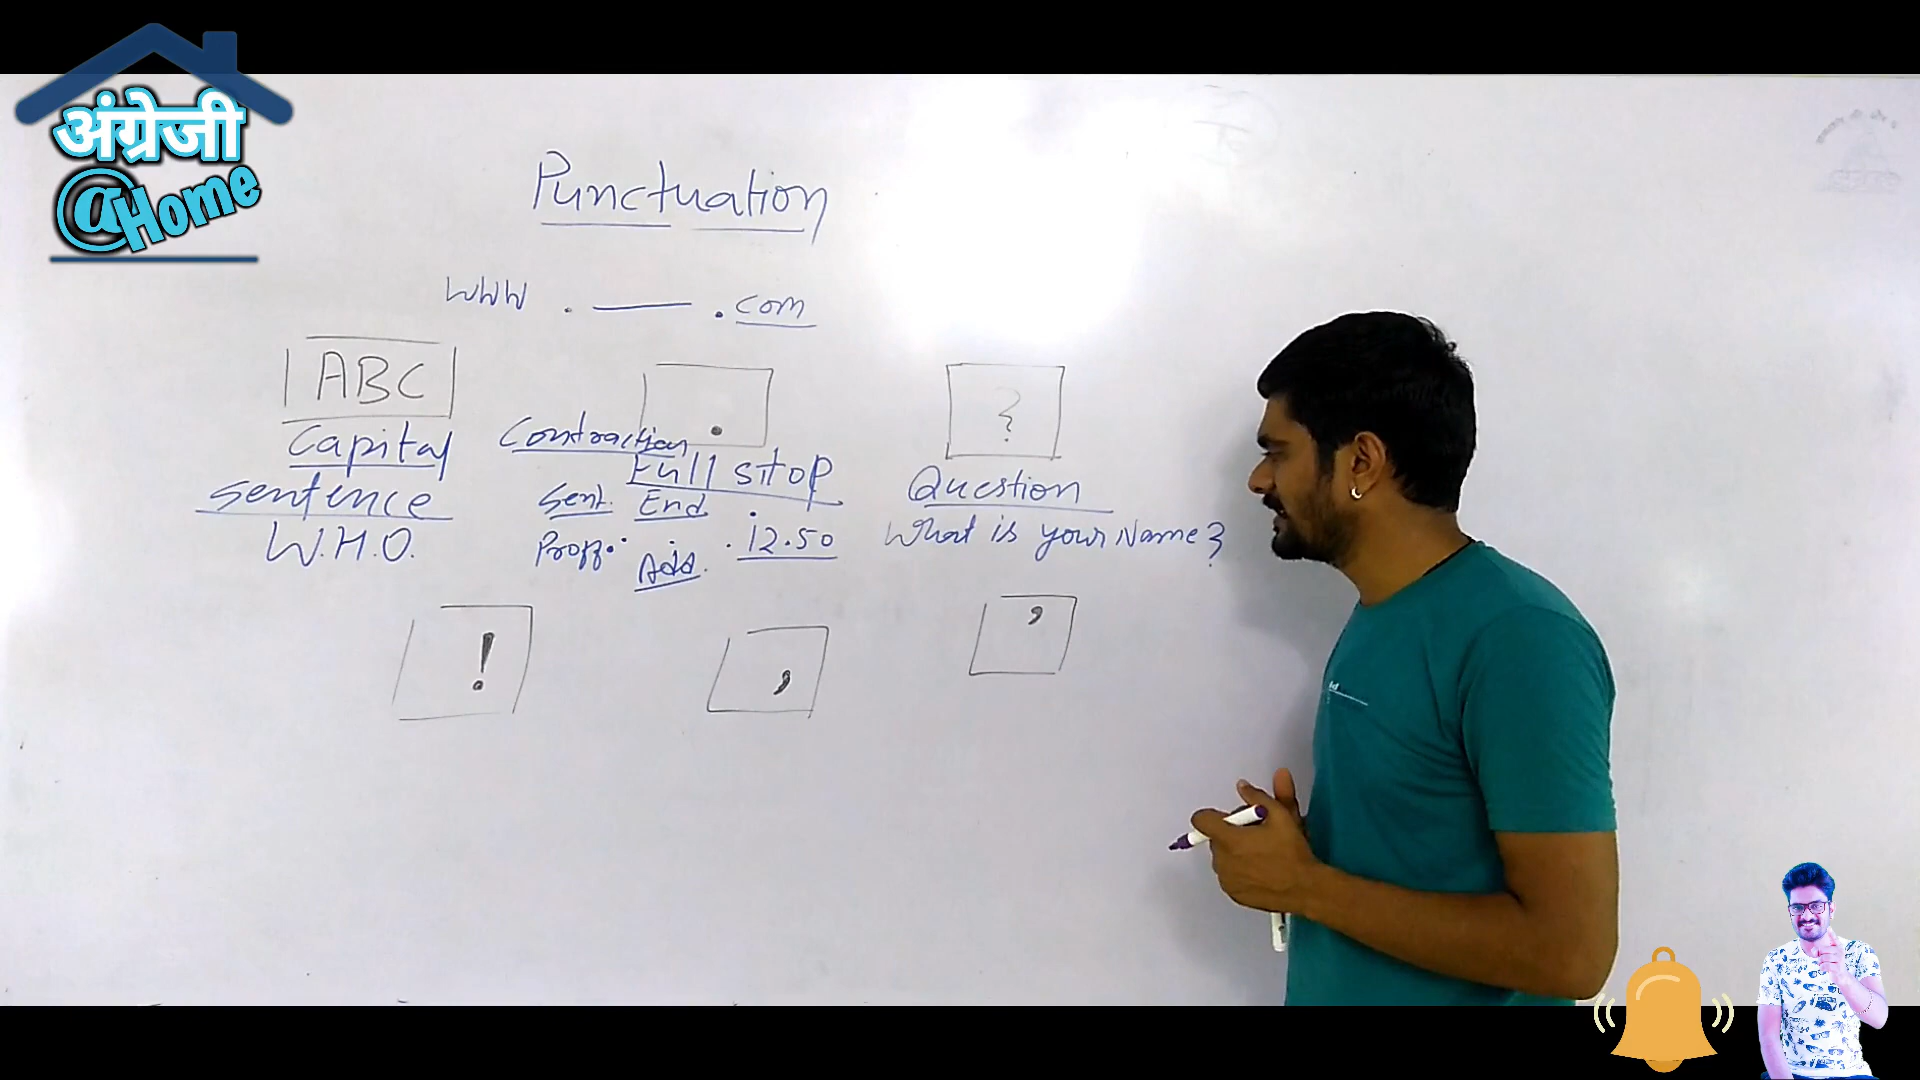 अंग्रेजी
@Home
Punctuation
WWW . — .com
ABC
.
?
Capital
Contraction
Full stop
Question
Sentence
Sent. End
W.H.O.
Proff.
Add.
12.50
What is your Name?
!
,
’